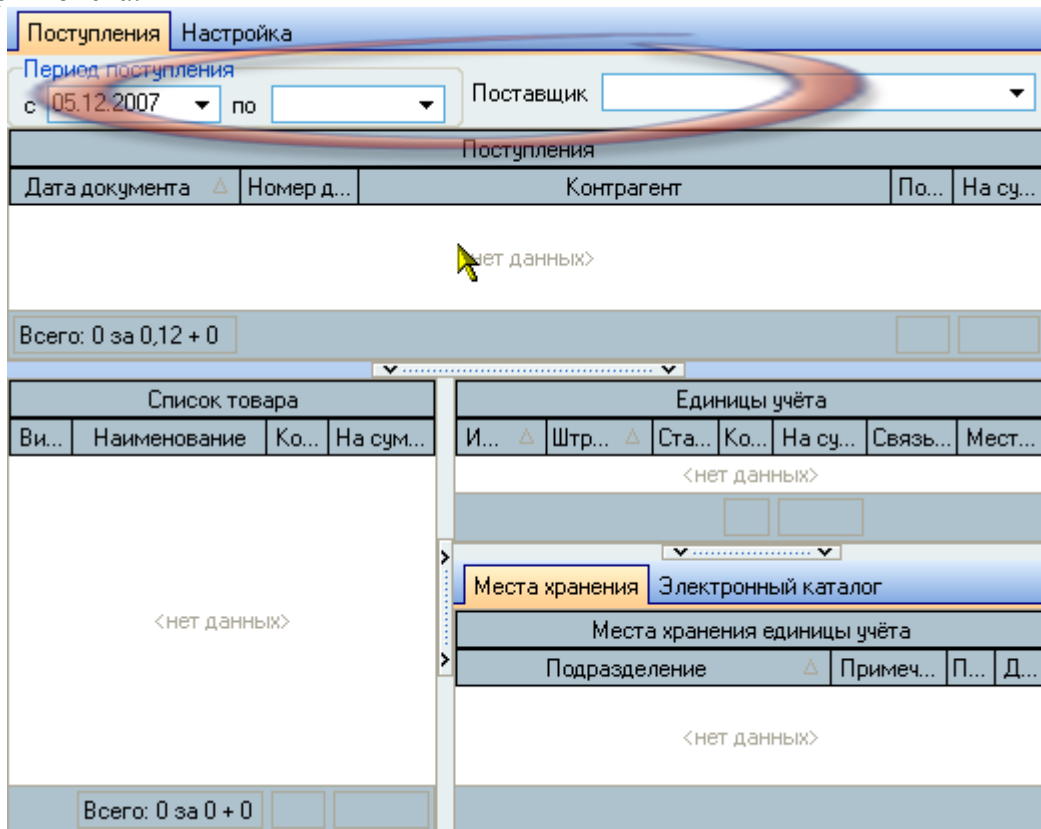 Поступления Настройка
Период поступления
с 05.12.2007 по Поставщик
Поступления
Дата документа Номер д... Контрагент По... На су...
<нет данных>
Всего: 0 за 0,12 + 0
Список товара
Ви... Наименование Ко... На сум...
<нет данных>
Всего: 0 за 0 + 0
Единицы учёта
И... Штр... Ста... Ко... На су... Связь... Мест...
<нет данных>
Места хранения Электронный каталог
Места хранения единицы учёта
Подразделение Примеч... П... Д...
<нет данных>